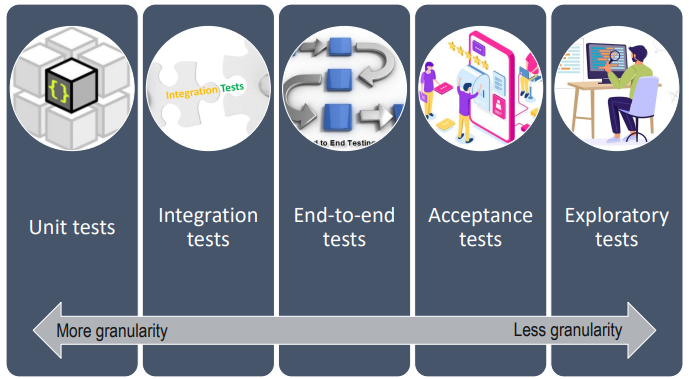 {}
Integration Tests
d to End Testing
Unit tests
Integration
tests
End-to-end
tests
Acceptance
tests
Exploratory
tests
More granularity
Less granularity